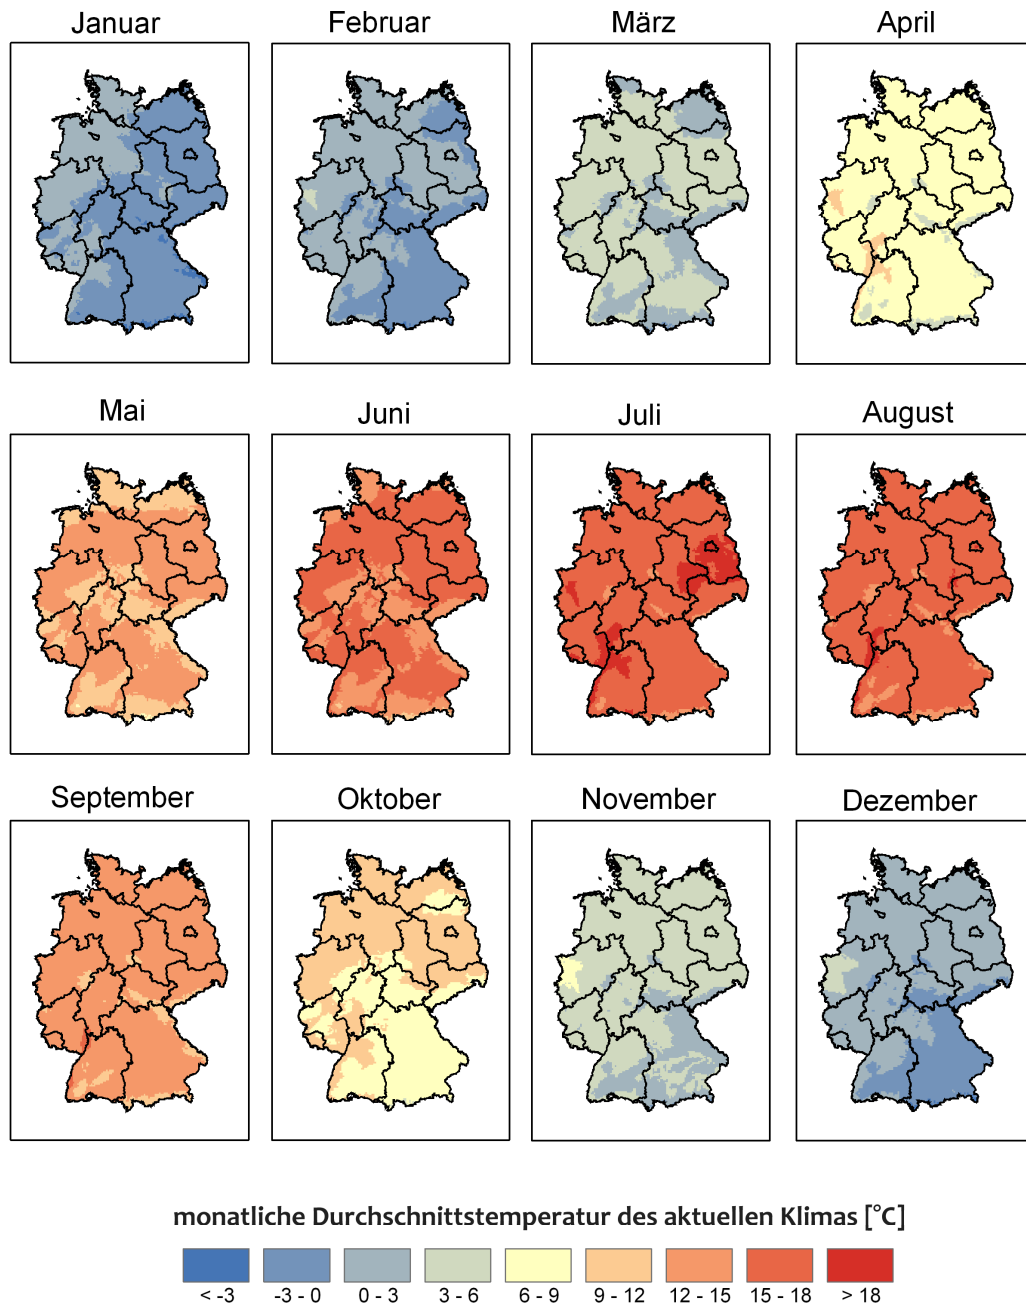 Januar Februar März April
Mai Juni Juli August
September Oktober November Dezember
monatliche Durchschnittstemperatur des aktuellen Klimas [°C]
< -3 -3 - 0 0 - 3 3 - 6 6 - 9 9 - 12 12 - 15 15 - 18 > 18